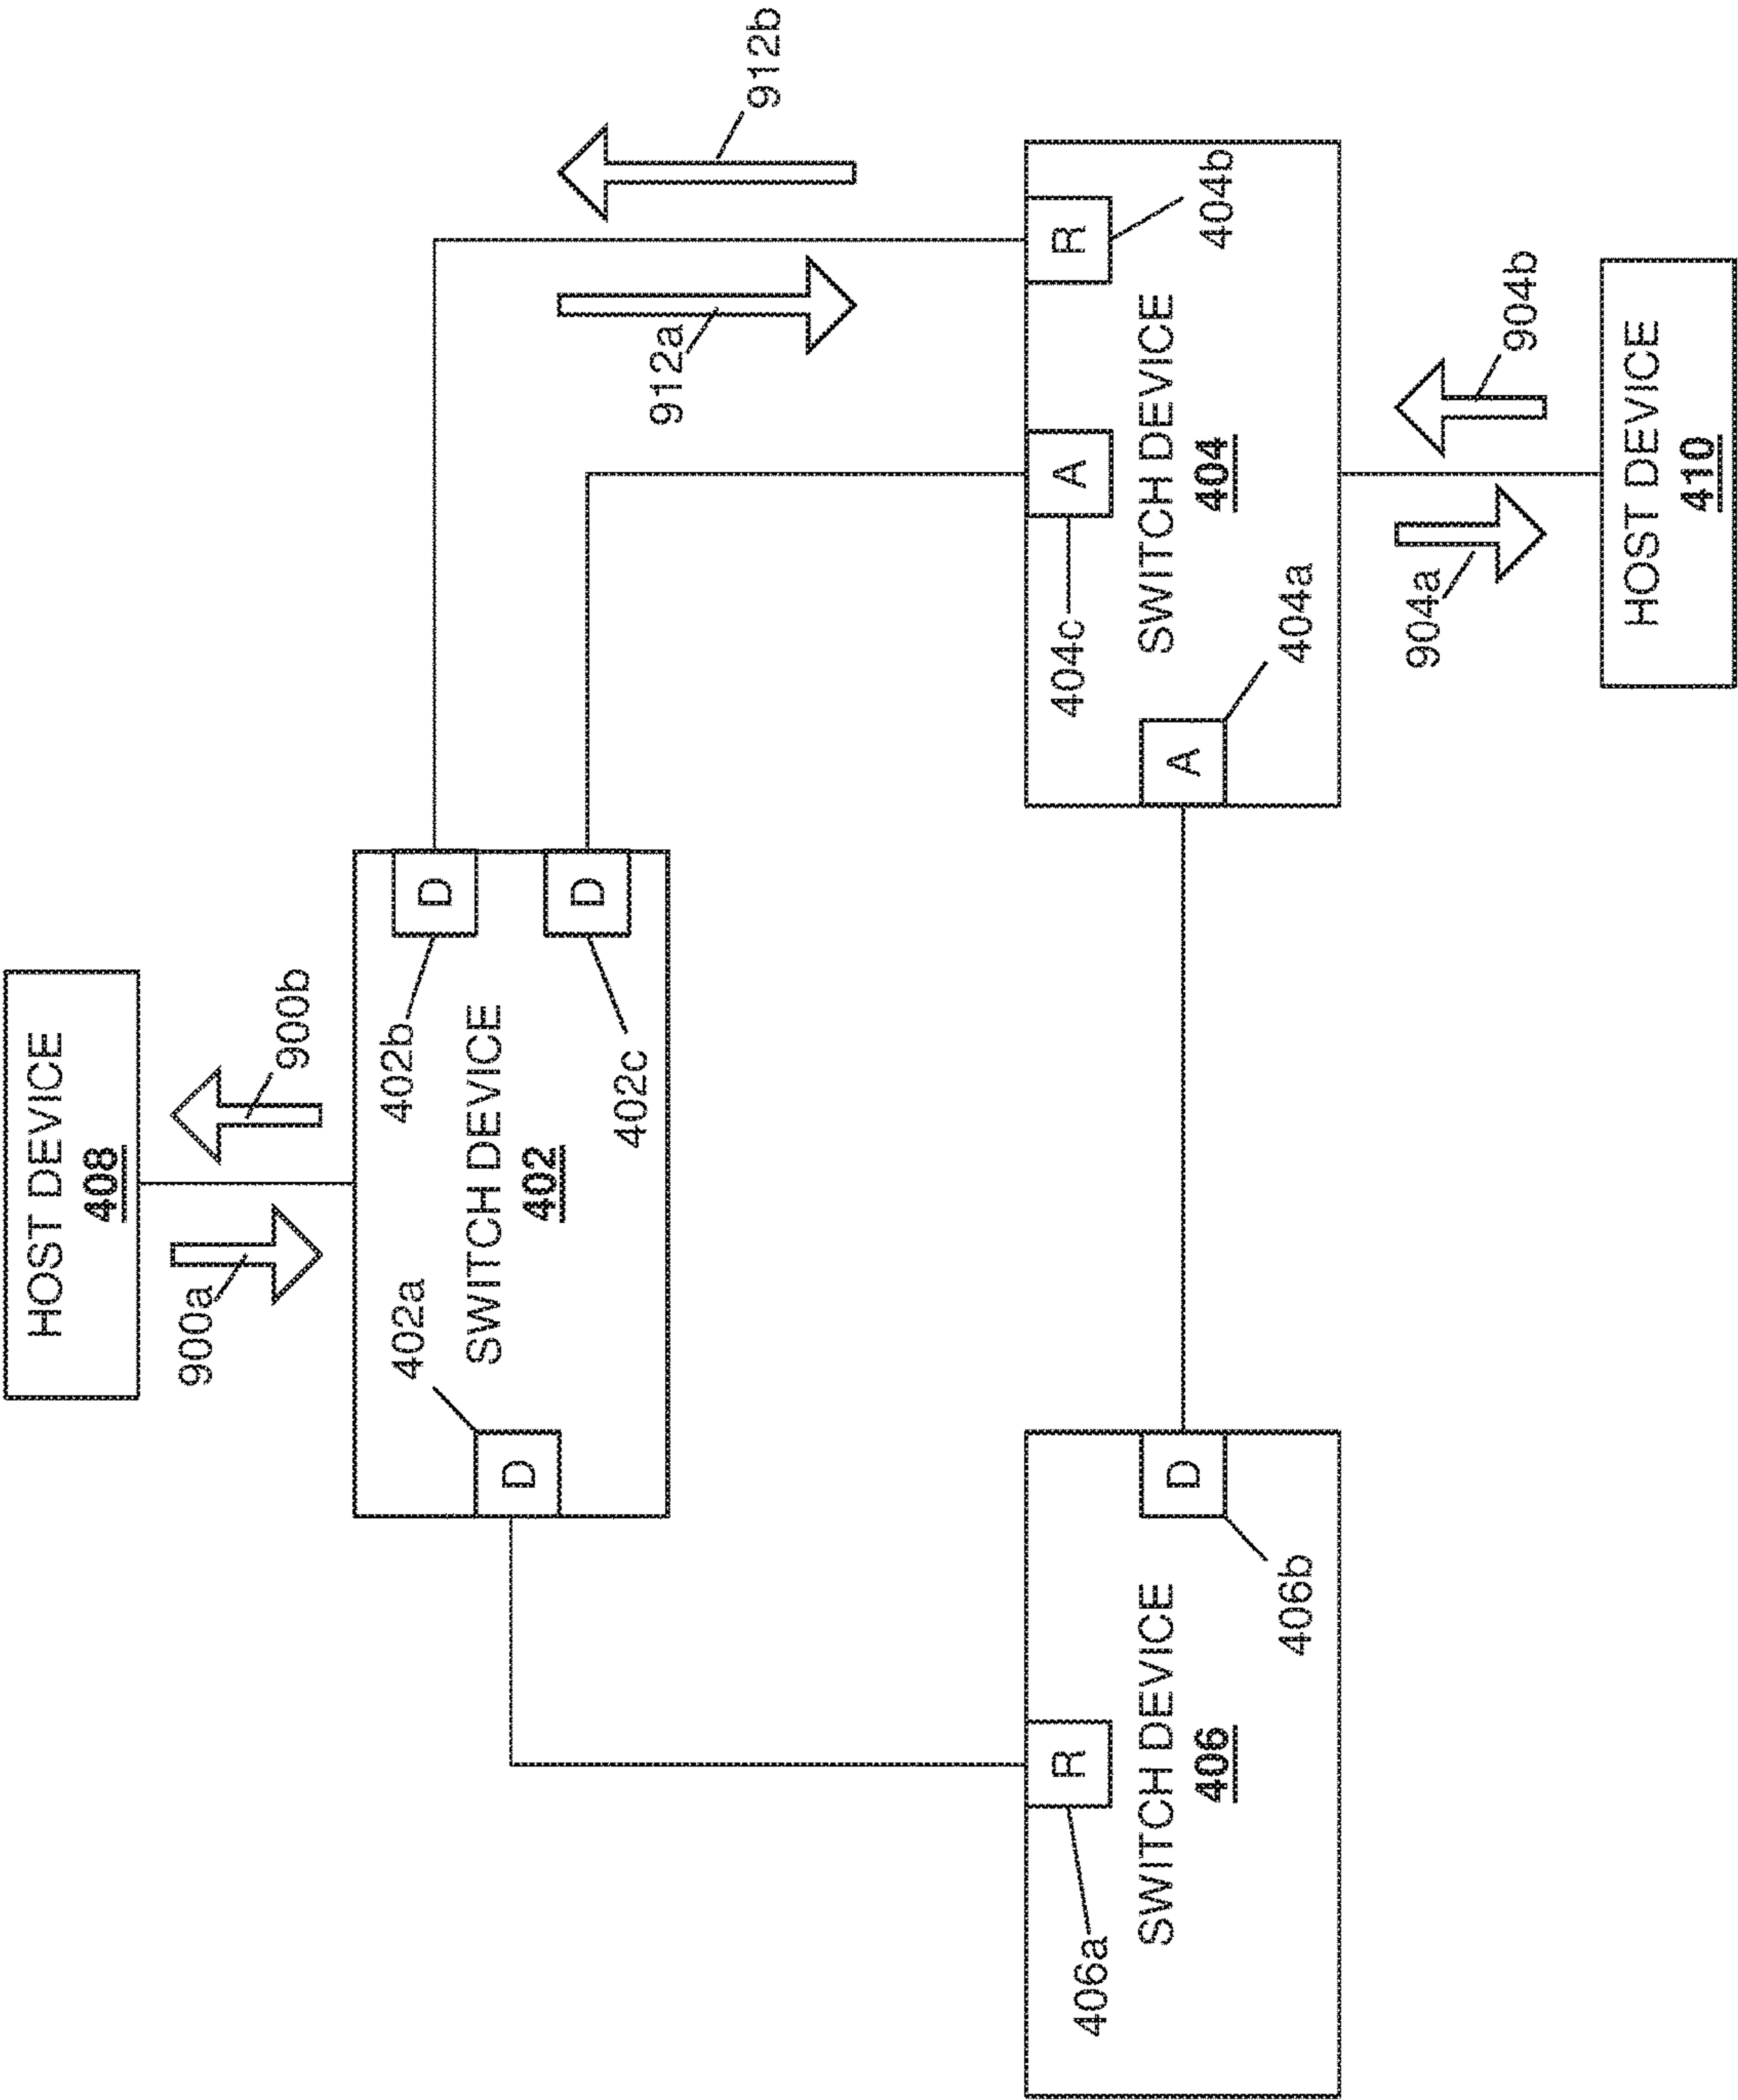 HOST DEVICE
408
900a
900b
402a
402b
D
D
SWITCH DEVICE
402
D
402c
912a
912b
R
406a
SWITCH DEVICE
406
D
406b
A
R
404c
404b
SWITCH DEVICE
404
A
404a
904a
904b
HOST DEVICE
410